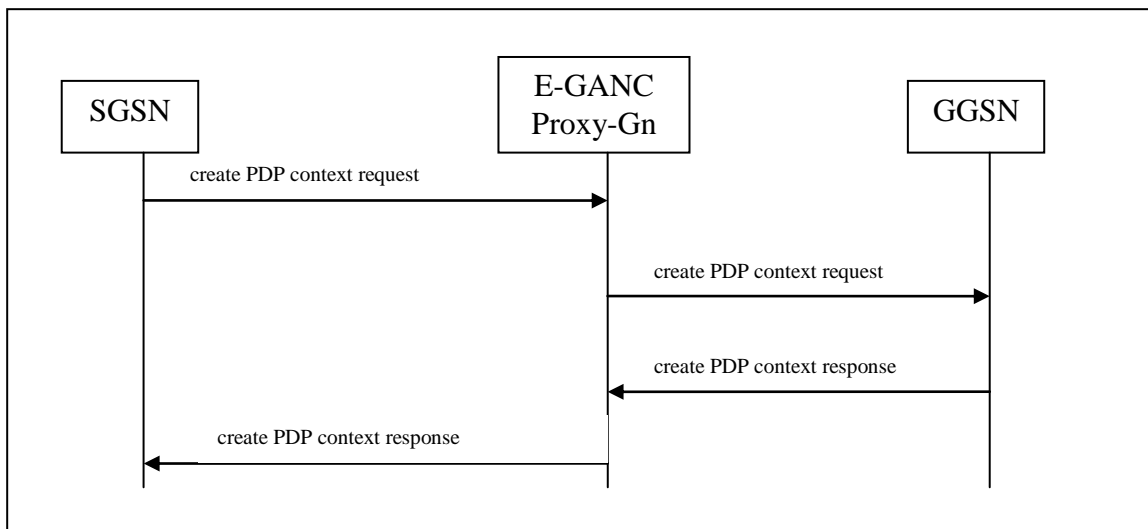 SGSN
E-GANC
Proxy-Gn
GGSN
create PDP context request
create PDP context request
create PDP context response
create PDP context response